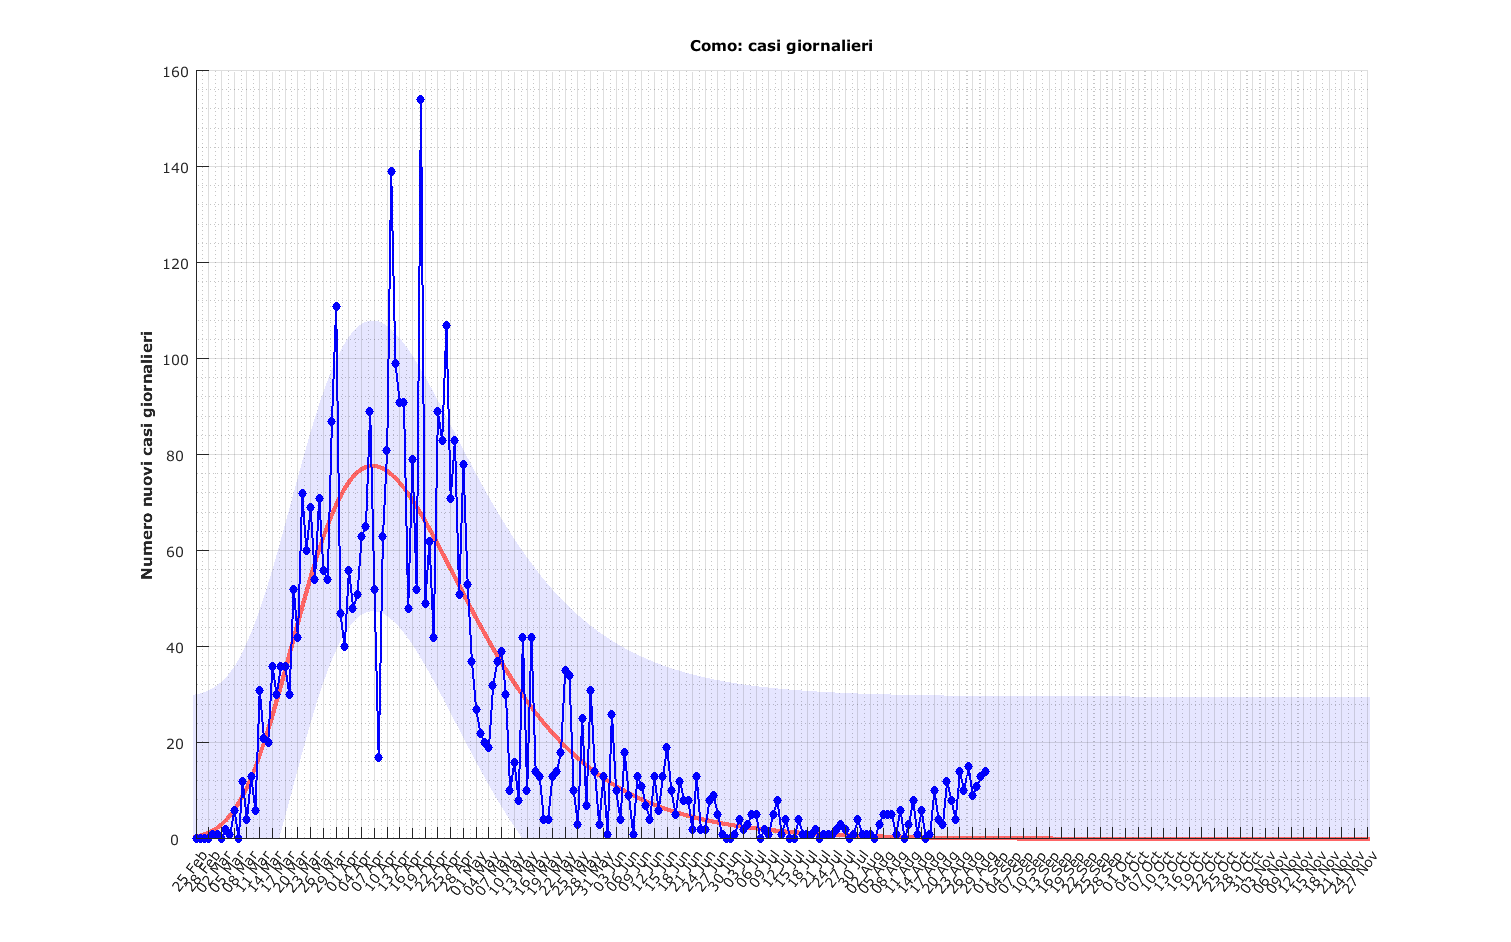 Como: casi giornalieri
Numero nuovi casi giornalieri
160
140
120
100
80
60
40
20
0
25 Feb
28 Feb
02 Mar
05 Mar
08 Mar
11 Mar
14 Mar
17 Mar
20 Mar
23 Mar
26 Mar
29 Mar
01 Apr
04 Apr
07 Apr
10 Apr
13 Apr
16 Apr
19 Apr
22 Apr
25 Apr
28 Apr
01 May
04 May
07 May
10 May
13 May
16 May
19 May
22 May
25 May
28 May
31 May
03 Jun
06 Jun
09 Jun
12 Jun
15 Jun
18 Jun
21 Jun
24 Jun
27 Jun
30 Jun
03 Jul
06 Jul
09 Jul
12 Jul
15 Jul
18 Jul
21 Jul
24 Jul
27 Jul
30 Jul
02 Aug
05 Aug
08 Aug
11 Aug
14 Aug
17 Aug
20 Aug
23 Aug
26 Aug
29 Aug
01 Sep
04 Sep
07 Sep
10 Sep
13 Sep
16 Sep
19 Sep
22 Sep
25 Sep
28 Sep
01 Oct
04 Oct
07 Oct
10 Oct
13 Oct
16 Oct
19 Oct
22 Oct
25 Oct
28 Oct
31 Oct
03 Nov
06 Nov
09 Nov
12 Nov
15 Nov
18 Nov
21 Nov
24 Nov
27 Nov